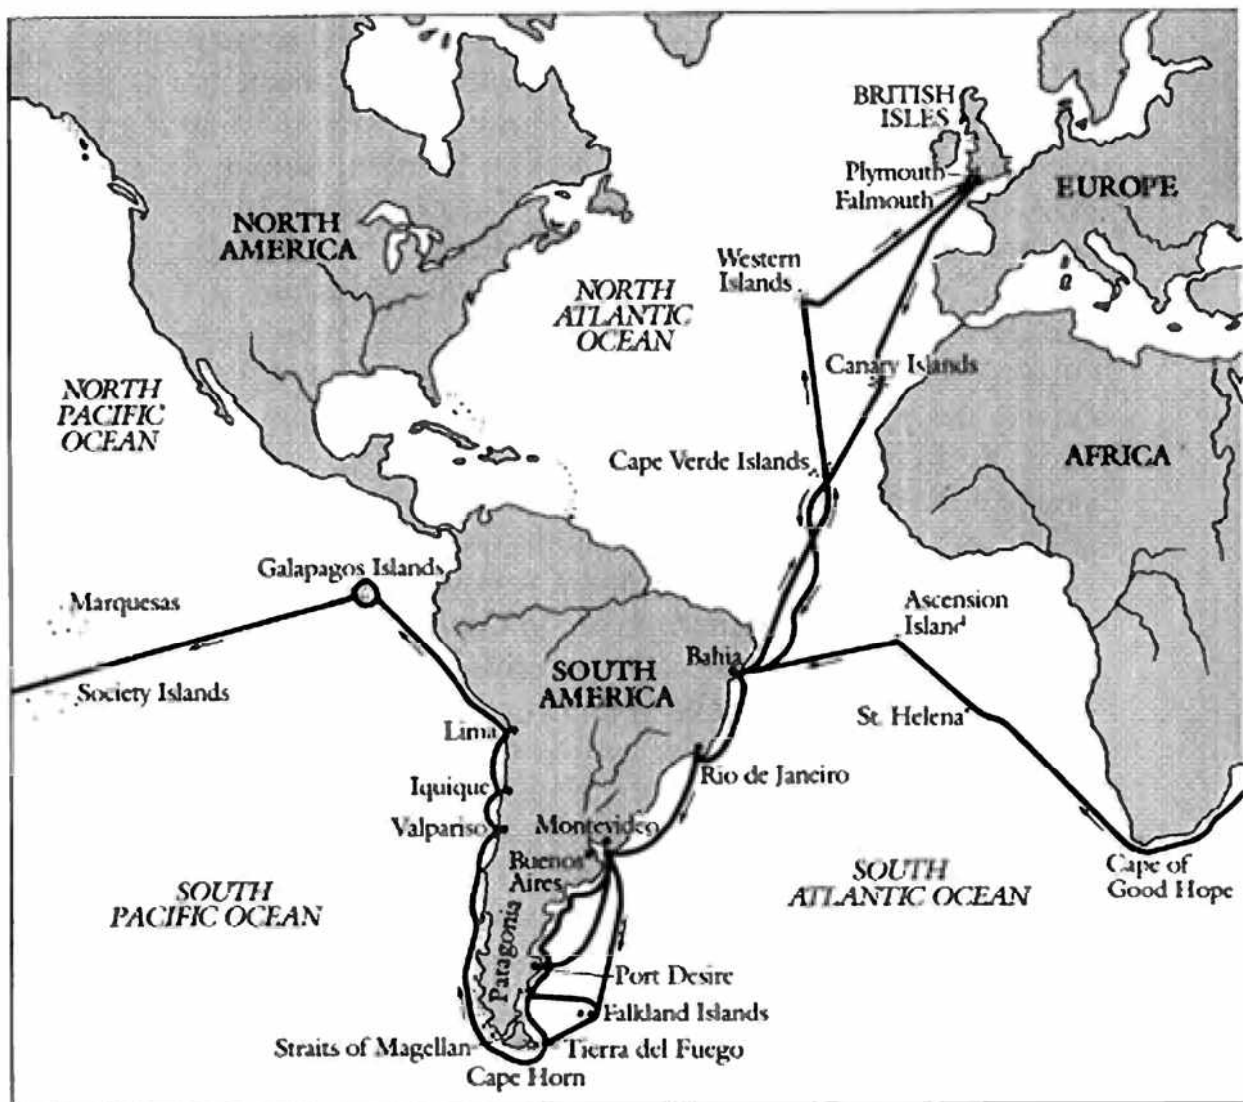 BRITISH
ISLES
Plymouth
Falmouth
EUROPE
NORTH
AMERICA
Western
Islands
NORTH
ATLANTIC
OCEAN
Canary Islands
NORTH
PACIFIC
OCEAN
Cape Verde Islands
AFRICA
Galapagos Islands
Marquesas
Ascension
Island
Society Islands
SOUTH
AMERICA
Bahia
St. Helena
Lima
Rio de Janeiro
Iquique
Valpariso
Montevideo
Buenos
Aires
Cape of
Good Hope
SOUTH
PACIFIC OCEAN
SOUTH
ATLANTIC OCEAN
Patagonia
Port Desire
Falkland Islands
Straits of Magellan
Tierra del Fuego
Cape Horn